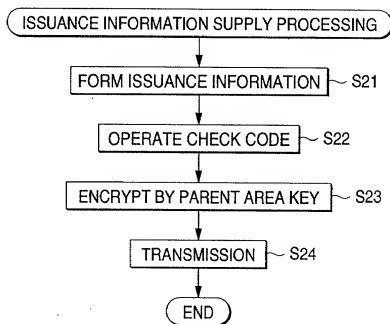 ISSUANCE INFORMATION SUPPLY PROCESSING
FORM ISSUANCE INFORMATION S21
OPERATE CHECK CODE S22
ENCRYPT BY PARENT AREA KEY S23
TRANSMISSION S24
END